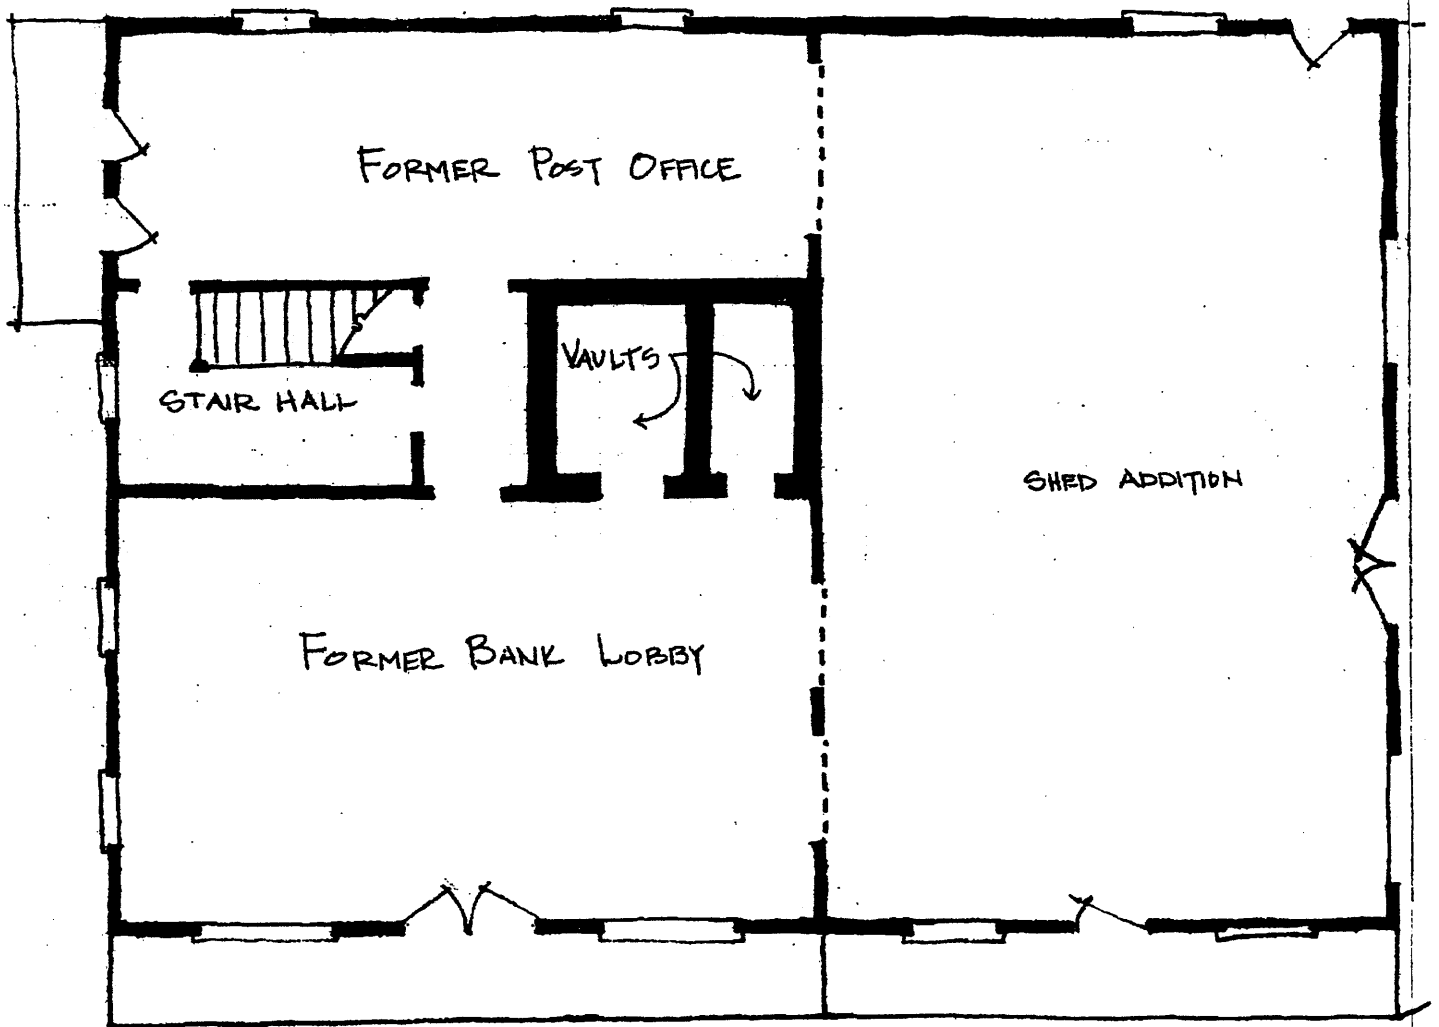 FORMER POST OFFICE
VAULTS
STAIR HALL
SHED ADDITION
FORMER BANK LOBBY